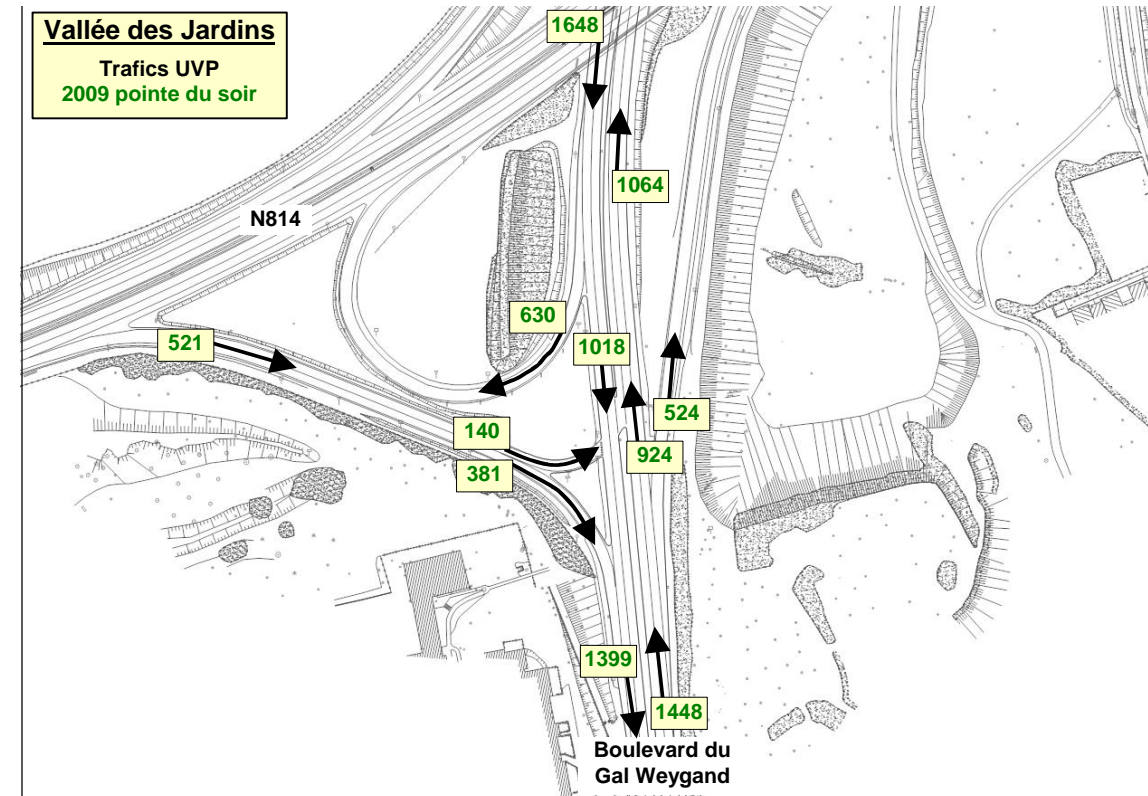 Vallée des Jardins
Trafics UVP
2009 pointe du soir
1648
1064
N814
630
521
1018
524
140
924
381
1399
1448
Boulevard du
Gal Weygand